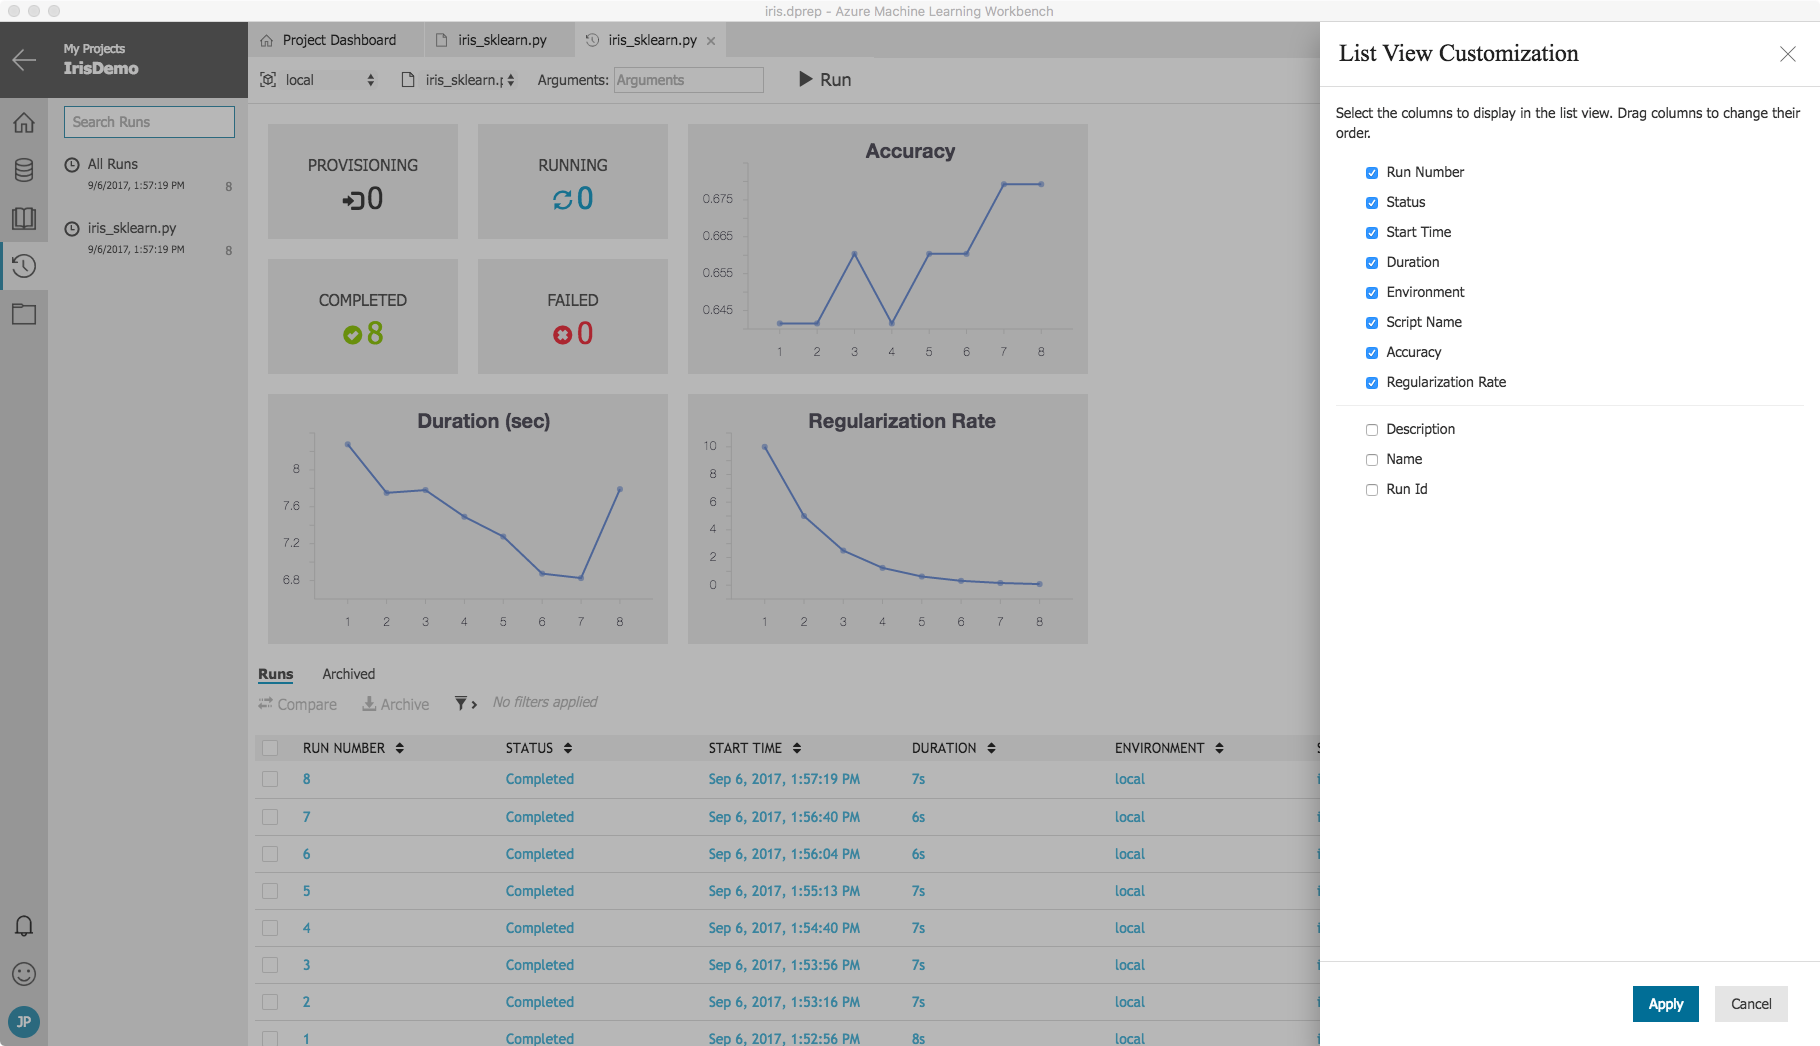 iris.dprep - Azure Machine Learning Workbench
My Projects
IrisDemo
Project Dashboard
iris_sklearn.py
iris_sklearn.py
local
iris_sklearn.p
Arguments:
Arguments
Run
Search Runs
All Runs
9/6/2017, 1:57:19 PM 8
iris_sklearn.py
9/6/2017, 1:57:19 PM 8
PROVISIONING
0
RUNNING
0
COMPLETED
8
FAILED
0
Accuracy
0.675
0.665
0.655
0.645
1 2 3 4 5 6 7 8
Duration (sec)
8
7.6
7.2
6.8
1 2 3 4 5 6 7 8
Regularization Rate
10
8
6
4
2
0
1 2 3 4 5 6 7 8
Runs Archived
Compare Archive No filters applied
RUN NUMBER STATUS START TIME DURATION ENVIRONMENT
8 Completed Sep 6, 2017, 1:57:19 PM 7s local
7 Completed Sep 6, 2017, 1:56:40 PM 6s local
6 Completed Sep 6, 2017, 1:56:04 PM 6s local
5 Completed Sep 6, 2017, 1:55:13 PM 7s local
4 Completed Sep 6, 2017, 1:54:40 PM 7s local
3 Completed Sep 6, 2017, 1:53:56 PM 7s local
2 Completed Sep 6, 2017, 1:53:16 PM 7s local
1 Completed Sep 6, 2017, 1:52:56 PM 8s local
JP
List View Customization
Select the columns to display in the list view. Drag columns to change their
order.
Run Number
Status
Start Time
Duration
Environment
Script Name
Accuracy
Regularization Rate
Description
Name
Run Id
Apply
Cancel